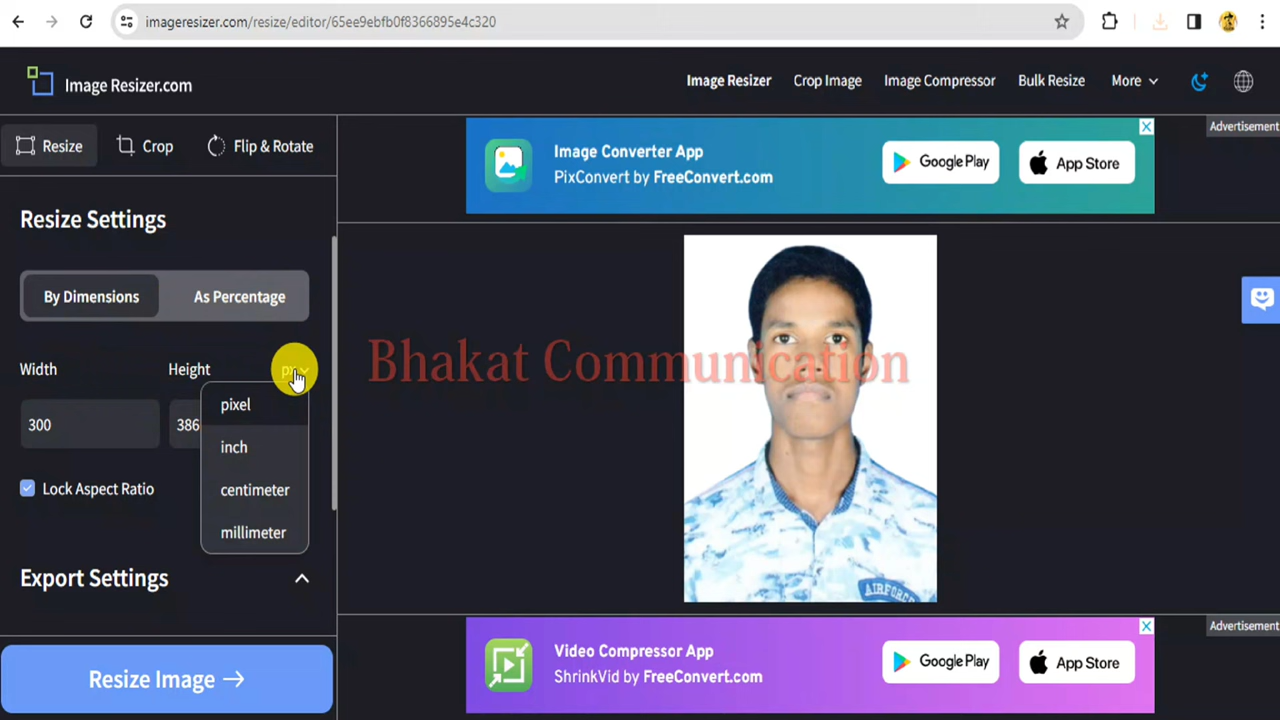 imageresizer.com/resize/editor/65ee9ebfb0f8366895e4c320
Image Resizer.com
Image Resizer
Crop Image
Image Compressor
Bulk Resize
More
Resize
Crop
Flip & Rotate
Advertisement
Image Converter App
PixConvert by FreeConvert.com
Google Play
App Store
Resize Settings
By Dimensions
As Percentage
Width
Height
300
386
pixel
inch
centimeter
millimeter
Lock Aspect Ratio
Export Settings
Resize Image
Bhakat Communication
AIRFORCE
Advertisement
Video Compressor App
ShrinkVid by FreeConvert.com
Google Play
App Store